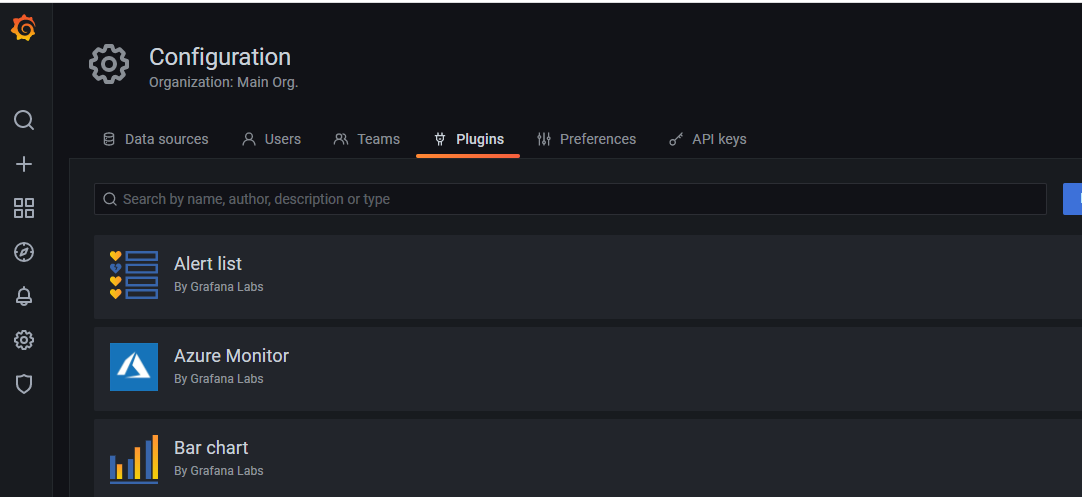 Configuration
Organization: Main Org.
Data sources Users Teams Plugins Preferences API keys
Search by name, author, description or type
Alert list
By Grafana Labs
Azure Monitor
By Grafana Labs
Bar chart
By Grafana Labs